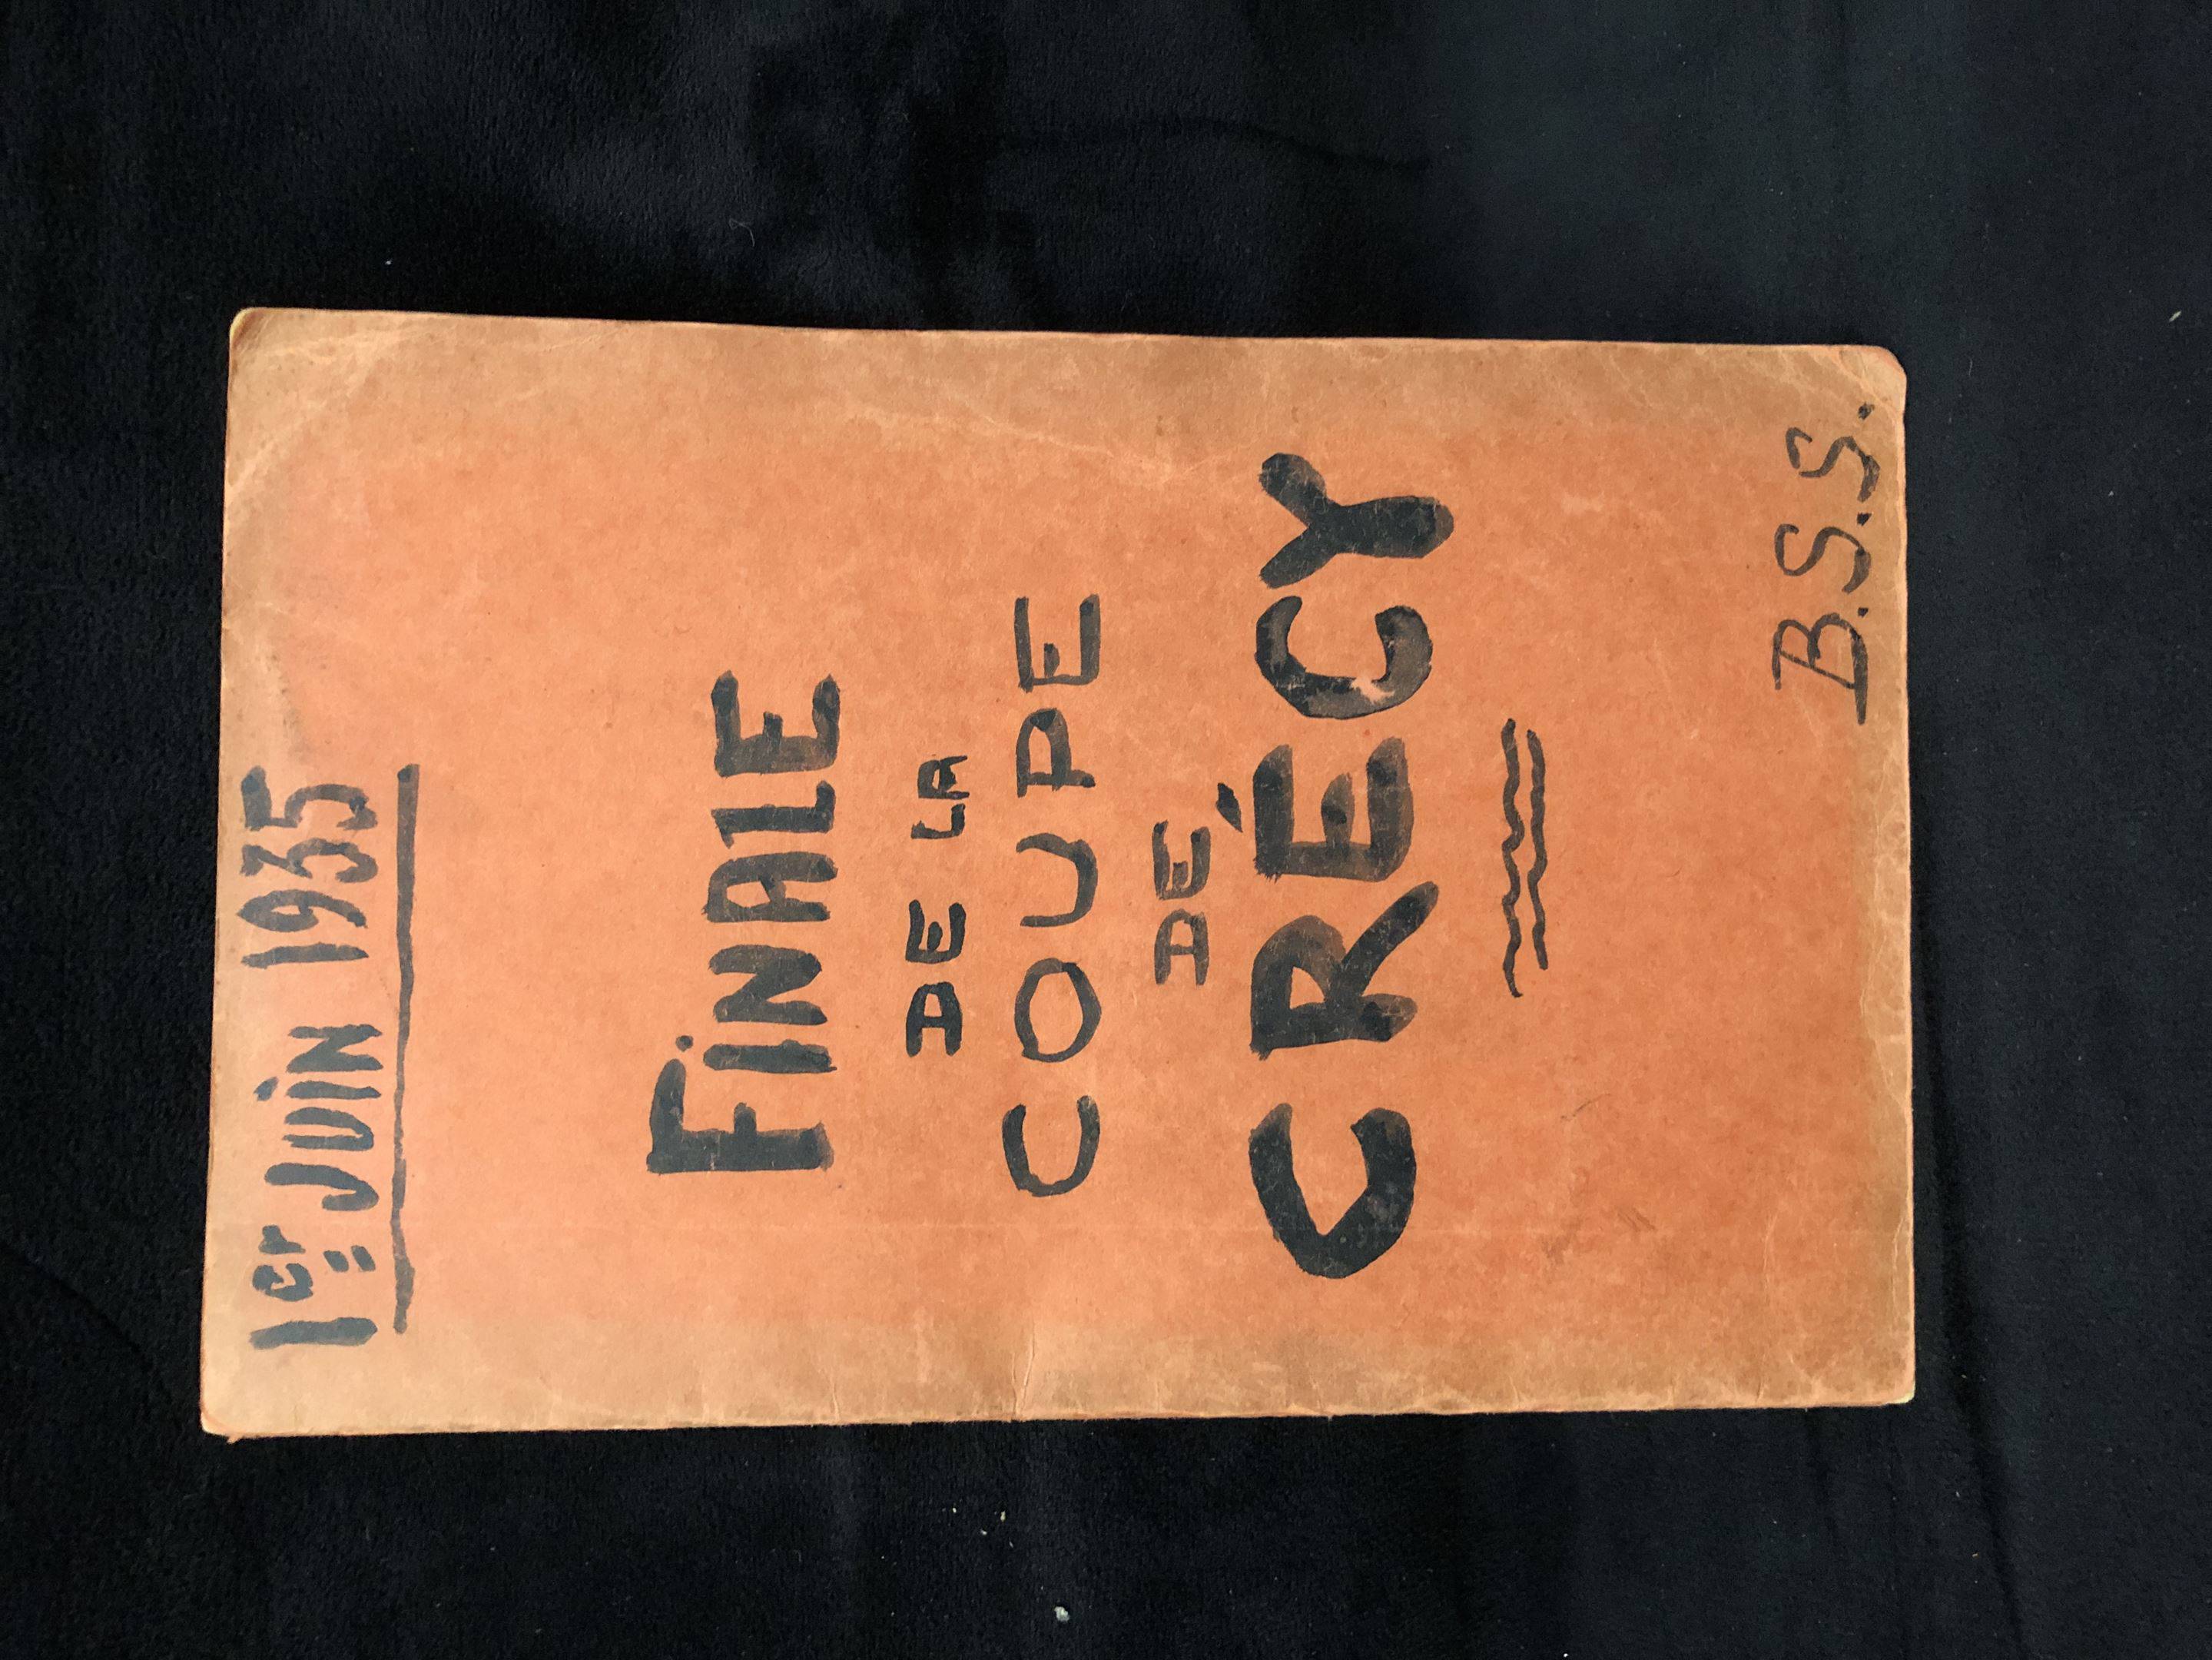 1er JUiN 1935
FiNALE
DE LA
COUPE
DE
CRÉCY
B.S.S.